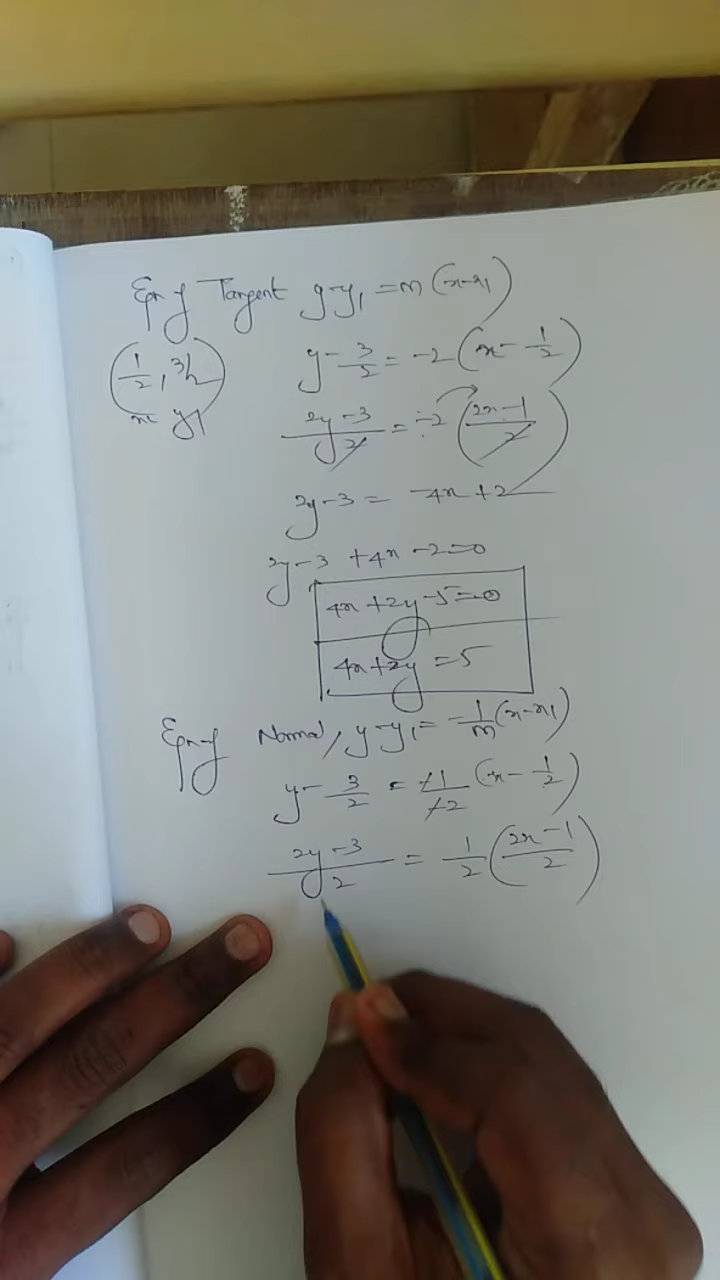 Eqn of Tangent y-y₁ = m(x-x₁)
(1/2, 3/2) y - 3/2 = -2(x - 1/2)
x₁ y₁
(2y-3)/2 = -2((2x-1)/2)
2y-3 = -4x+2
2y-3+4x-2=0
4x+2y-5=0
4x+2y=5
Eqn of Normal, y-y₁ = -1/m(x-x₁)
y - 3/2 = -1/-2(x - 1/2)
(2y-3)/2 = 1/2((2x-1)/2)